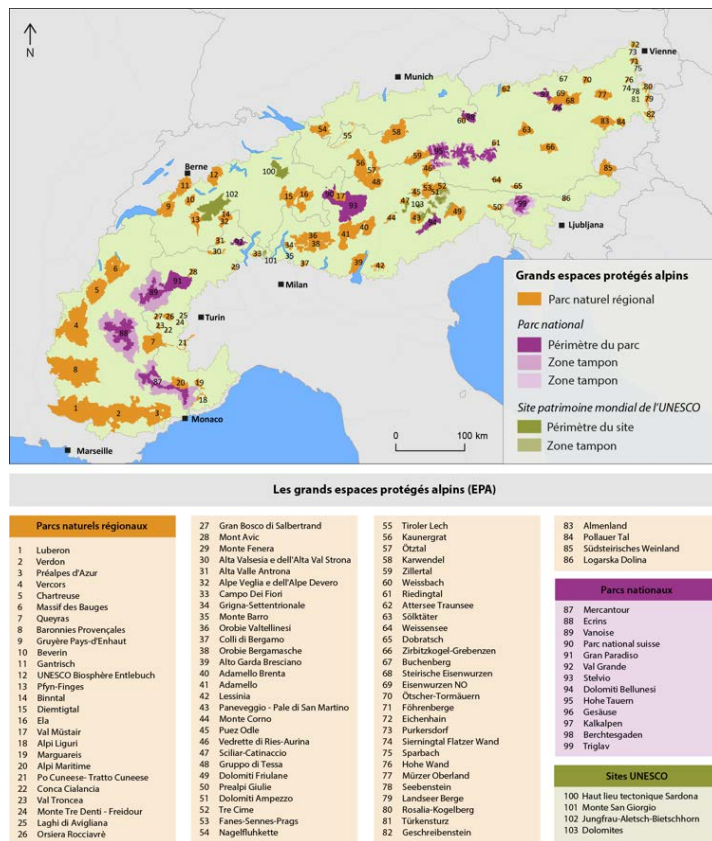 N
Vienne
Munich
Berne
Ljubljana
Milan
Turin
Monaco
Marseille
0 100 km
Grands espaces protégés alpins
Parc naturel régional
Parc national
Périmètre du parc
Zone tampon
Zone tampon
Site patrimoine mondial de l'UNESCO
Périmètre du site
Zone tampon
Les grands espaces protégés alpins (EPA)
Parcs naturels régionaux
1 Luberon
2 Verdon
3 Préalpes d'Azur
4 Vercors
5 Chartreuse
6 Massif des Bauges
7 Queyras
8 Baronnies Provençales
9 Gruyère Pays-d'Enhaut
10 Beverin
11 Gantrisch
12 UNESCO Biosphère Entlebuch
13 Pfyn-Finges
14 Binntal
15 Diemtigtal
16 Ela
17 Val Müstair
18 Alpi Liguri
19 Marguareis
20 Alpi Maritime
21 Po Cuneese- Tratto Cuneese
22 Conca Cialancia
23 Val Troncea
24 Monte Tre Denti - Freidour
25 Laghi di Avigliana
26 Orsiera Rocciavrè
27 Gran Bosco di Salbertrand
28 Mont Avic
29 Monte Fenera
30 Alta Valsesia e dell'Alta Val Strona
31 Alta Valle Antrona
32 Alpe Veglia e dell'Alpe Devero
33 Campo Dei Fiori
34 Grigna-Settentrionale
35 Monte Barro
36 Orobie Valtellinesi
37 Colli di Bergamo
38 Orobie Bergamasche
39 Alto Garda Bresciano
40 Adamello Brenta
41 Adamello
42 Lessinia
43 Paneveggio - Pale di San Martino
44 Monte Corno
45 Puez Odle
46 Vedrette di Ries-Aurina
47 Sciliar-Catinaccio
48 Gruppo di Tessa
49 Dolomiti Friulane
50 Prealpi Giulie
51 Dolomiti Ampezzo
52 Tre Cime
53 Fanes-Sennes-Prags
54 Nagelfluhkette
55 Tiroler Lech
56 Kaunergrat
57 Ötztal
58 Karwendel
59 Zillertal
60 Weissbach
61 Riedingtal
62 Attersee Traunsee
63 Sölktäter
64 Weissensee
65 Dobratsch
66 Zirbitzkogel-Grebenzen
67 Buchenberg
68 Steirische Eisenwurzen
69 Eisenwurzen NO
70 Ötscher-Tormäuern
71 Föhrenberge
72 Eichenhain
73 Purkersdorf
74 Sierningtal Flatzer Wand
75 Sparbach
76 Hohe Wand
77 Mürzer Oberland
78 Seebenstein
79 Landseer Berge
80 Rosalia-Kogelberg
81 Türkensturz
82 Geschreibenstein
83 Almenland
84 Pollauer Tal
85 Südsteirisches Weinland
86 Logarska Dolina
Parcs nationaux
87 Mercantour
88 Ecrins
89 Vanoise
90 Parc national suisse
91 Gran Paradiso
92 Val Grande
93 Stelvio
94 Dolomiti Bellunesi
95 Hohe Tauern
96 Gesäuse
97 Kalkalpen
98 Berchtesgaden
99 Triglav
Sites UNESCO
100 Haut lieu tectonique Sardona
101 Monte San Giorgio
102 Jungfrau-Aletsch-Bietschhorn
103 Dolomites